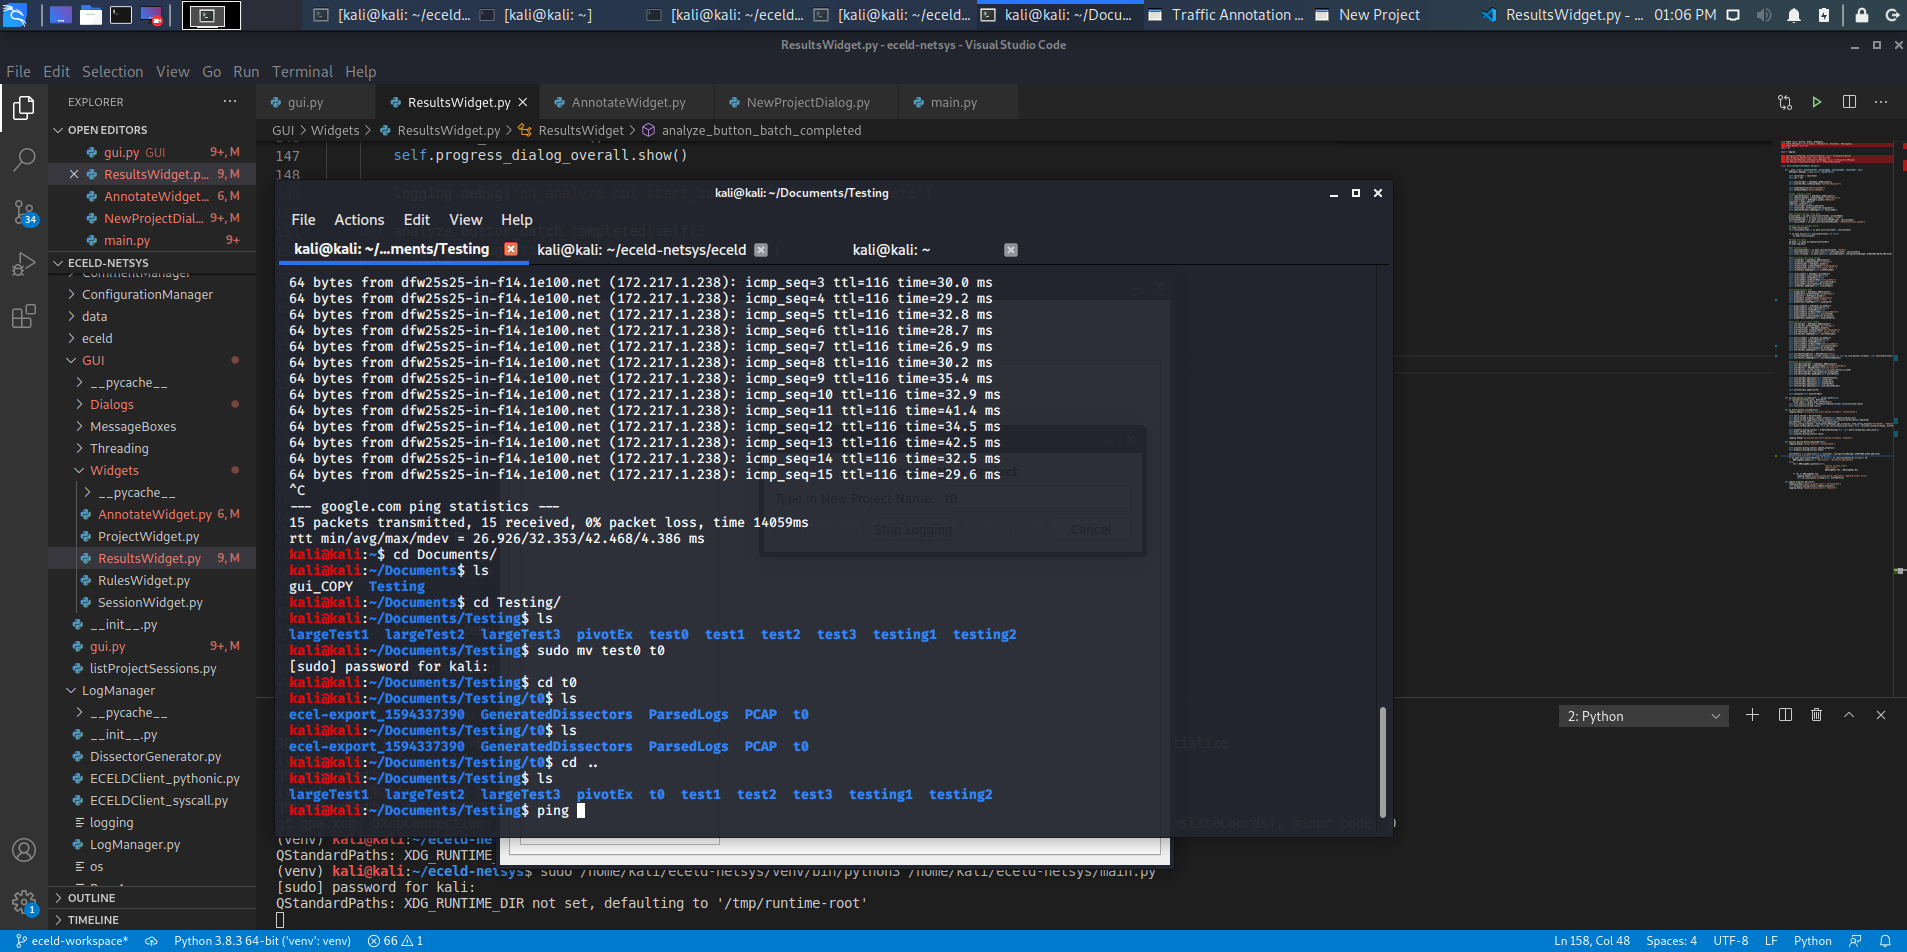 [kali@kali: ~/eceld...
[kali@kali: ~]
[kali@kali: ~/eceld...
[kali@kali: ~/eceld...
kali@kali: ~/Docu...
Traffic Annotation ...
New Project
ResultsWidget.py - ...
01:06 PM
ResultsWidget.py - eceld-netsys - Visual Studio Code
File Edit Selection View Go Run Terminal Help
EXPLORER
gui.py
ResultsWidget.py
AnnotateWidget.py
NewProjectDialog.py
main.py
OPEN EDITORS
GUI > Widgets > ResultsWidget.py > ResultsWidget > analyze_button_batch_completed
gui.py GUI 9+, M
ResultsWidget.p... 9, M
AnnotateWidget... 6, M
NewProjectDial... 9+, M
main.py 9+
ECELD-NETSYS
CommentManager
ConfigurationManager
data
eceld
GUI
__pycache__
Dialogs
MessageBoxes
Threading
Widgets
__pycache__
AnnotateWidget.py 6, M
ProjectWidget.py
ResultsWidget.py 9, M
RulesWidget.py
SessionWidget.py
__init__.py
gui.py 9+, M
listProjectSessions.py
LogManager
__pycache__
__init__.py
DissectorGenerator.py
ECELDClient_pythonic.py
ECELDClient_syscall.py
logging
LogManager.py
os
OUTLINE
TIMELINE
34
1
147 self.progress_dialog_overall.show()
148
kali@kali: ~/Documents/Testing
File Actions Edit View Help
kali@kali: ~/...ments/Testing
kali@kali: ~/eceld-netsys/eceld
kali@kali: ~
64 bytes from dfw25s25-in-f14.1e100.net (172.217.1.238): icmp_seq=3 ttl=116 time=30.0 ms
64 bytes from dfw25s25-in-f14.1e100.net (172.217.1.238): icmp_seq=4 ttl=116 time=29.2 ms
64 bytes from dfw25s25-in-f14.1e100.net (172.217.1.238): icmp_seq=5 ttl=116 time=32.8 ms
64 bytes from dfw25s25-in-f14.1e100.net (172.217.1.238): icmp_seq=6 ttl=116 time=28.7 ms
64 bytes from dfw25s25-in-f14.1e100.net (172.217.1.238): icmp_seq=7 ttl=116 time=26.9 ms
64 bytes from dfw25s25-in-f14.1e100.net (172.217.1.238): icmp_seq=8 ttl=116 time=30.2 ms
64 bytes from dfw25s25-in-f14.1e100.net (172.217.1.238): icmp_seq=9 ttl=116 time=35.4 ms
64 bytes from dfw25s25-in-f14.1e100.net (172.217.1.238): icmp_seq=10 ttl=116 time=32.9 ms
64 bytes from dfw25s25-in-f14.1e100.net (172.217.1.238): icmp_seq=11 ttl=116 time=41.4 ms
64 bytes from dfw25s25-in-f14.1e100.net (172.217.1.238): icmp_seq=12 ttl=116 time=34.5 ms
64 bytes from dfw25s25-in-f14.1e100.net (172.217.1.238): icmp_seq=13 ttl=116 time=42.5 ms
64 bytes from dfw25s25-in-f14.1e100.net (172.217.1.238): icmp_seq=14 ttl=116 time=32.5 ms
64 bytes from dfw25s25-in-f14.1e100.net (172.217.1.238): icmp_seq=15 ttl=116 time=29.6 ms
^C
--- google.com ping statistics ---
15 packets transmitted, 15 received, 0% packet loss, time 14059ms
rtt min/avg/max/mdev = 26.926/32.353/42.468/4.386 ms
kali@kali:~$ cd Documents/
kali@kali:~/Documents$ ls
gui_COPY Testing
kali@kali:~/Documents$ cd Testing/
kali@kali:~/Documents/Testing$ ls
largeTest1 largeTest2 largeTest3 pivotEx test0 test1 test2 test3 testing1 testing2
kali@kali:~/Documents/Testing$ sudo mv test0 t0
[sudo] password for kali:
kali@kali:~/Documents/Testing$ cd t0
kali@kali:~/Documents/Testing/t0$ ls
ecel-export_1594337390 GeneratedDissectors ParsedLogs PCAP t0
kali@kali:~/Documents/Testing/t0$ ls
ecel-export_1594337390 GeneratedDissectors ParsedLogs PCAP t0
kali@kali:~/Documents/Testing/t0$ cd ..
kali@kali:~/Documents/Testing$ ls
largeTest1 largeTest2 largeTest3 pivotEx t0 test1 test2 test3 testing1 testing2
kali@kali:~/Documents/Testing$ ping
Type in New Project Name: t0
Stop Logging
Cancel
2: Python
(venv) kali@kali:~/eceld-ne
QStandardPaths: XDG_RUNTIME_
(venv) kali@kali:~/eceld-netsys$ sudo /home/kali/eceld-netsys/venv/bin/python3 /home/kali/eceld-netsys/main.py
[sudo] password for kali:
QStandardPaths: XDG_RUNTIME_DIR not set, defaulting to '/tmp/runtime-root'
eceld-workspace*
Python 3.8.3 64-bit ('venv': venv)
66 1
Ln 158, Col 48
Spaces: 4
UTF-8
LF
Python